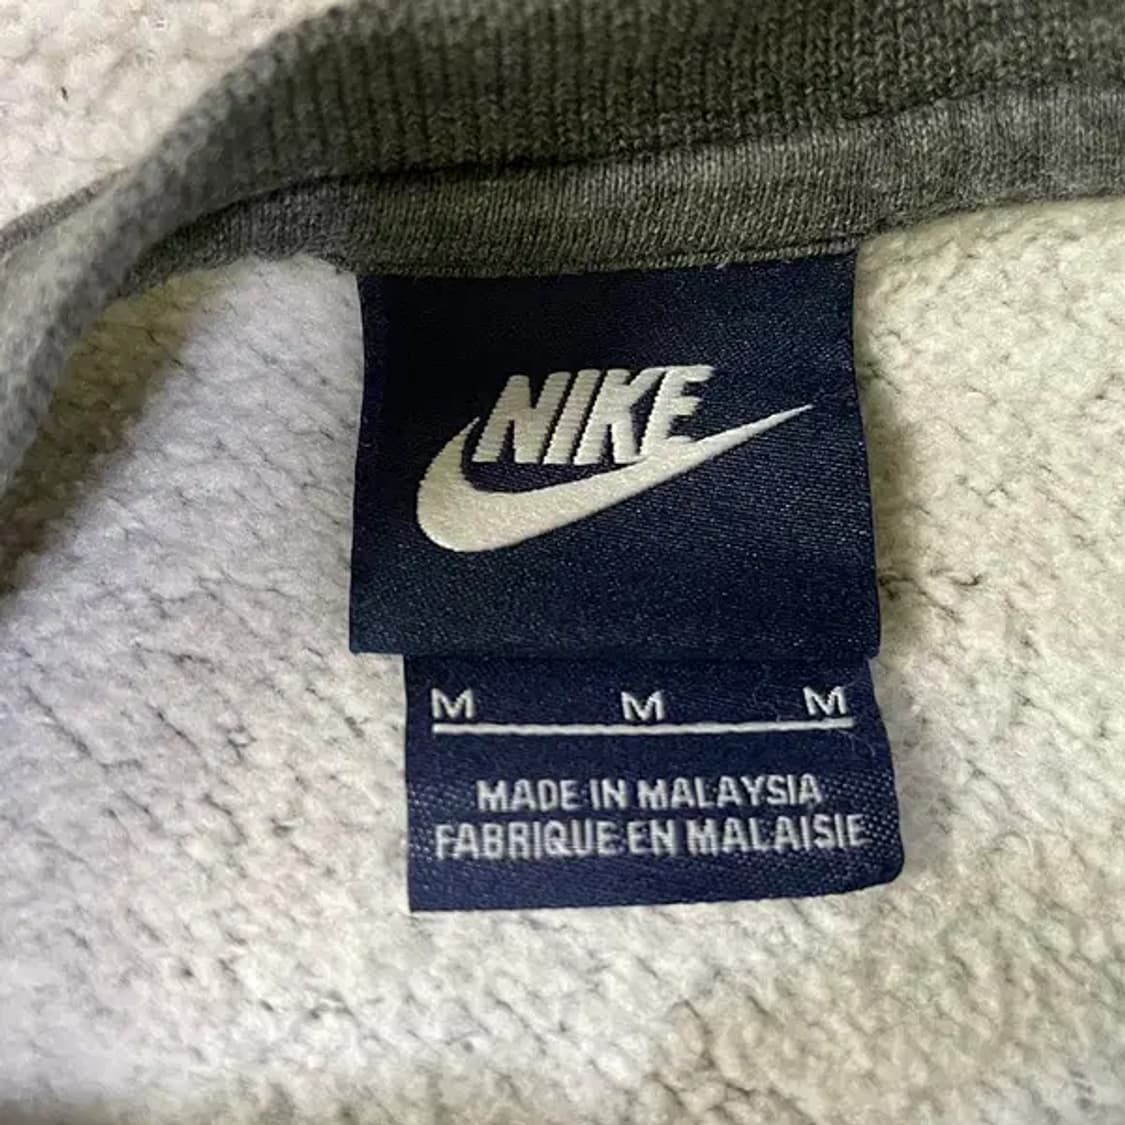 NIKE
M M M
MADE IN MALAYSIA
FABRIQUE EN MALAISIE